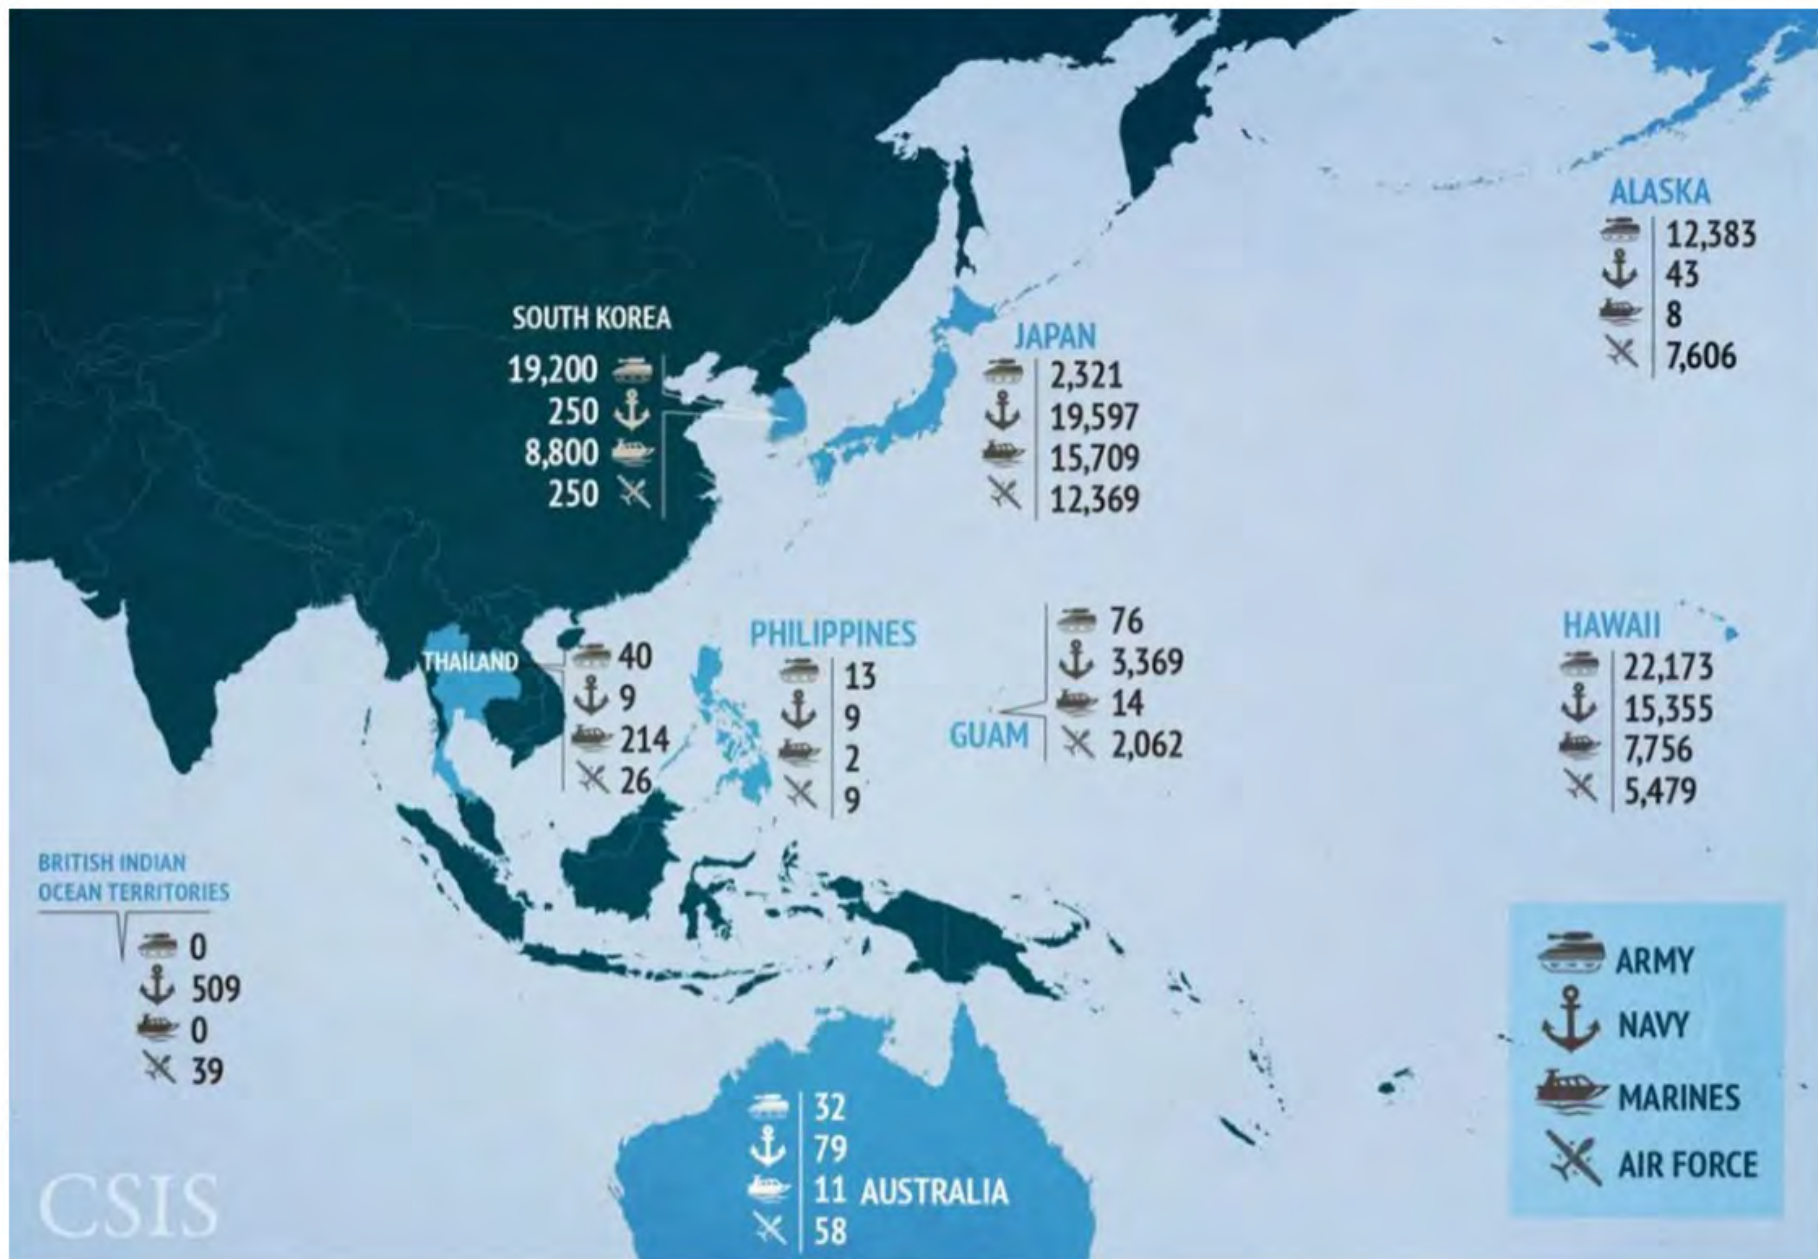 ALASKA
12,383
43
8
7,606
SOUTH KOREA
19,200
250
8,800
250
JAPAN
2,321
19,597
15,709
12,369
THAILAND
40
9
214
26
PHILIPPINES
13
9
2
9
GUAM
76
3,369
14
2,062
HAWAII
22,173
15,355
7,756
5,479
BRITISH INDIAN
OCEAN TERRITORIES
0
509
0
39
32
79
11 AUSTRALIA
58
ARMY
NAVY
MARINES
AIR FORCE
CSIS